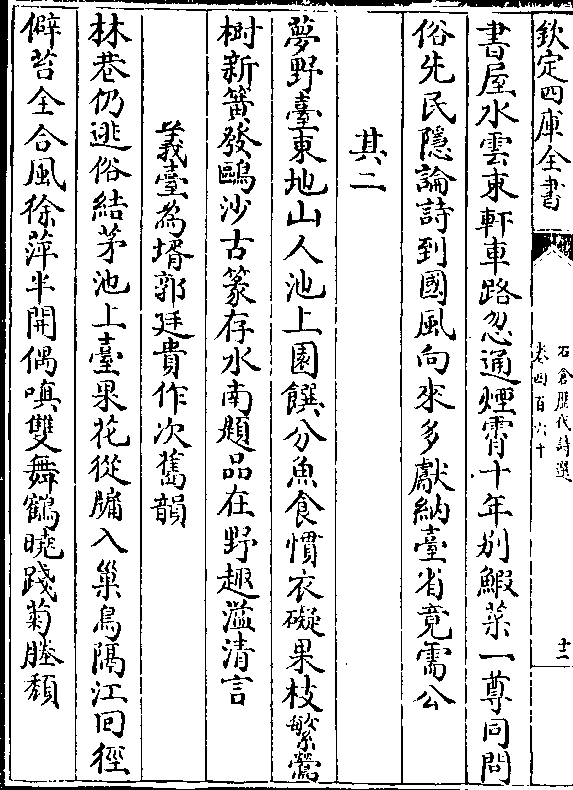 欽定四庫全書
石倉歷代詩選
卷四百六十
十二
書屋水雲東軒車路忽通煙霄十年别鰕菜一尊同問
俗先民隱論詩到國風向來多獻納臺省竟需公
其二
夢野臺東地山人池上園饌分魚食慣衣礙果枝繁鶯
樹新簧發鷗沙古篆存水南題品在野趣溢清言
義臺為壻郭廷貴作次舊韻
林巷仍逃俗結茅池上臺果花從牖入巢鳥隔江回徑
僻苔全合風徐萍半開偶嗔雙舞鶴曉踐菊塍頹